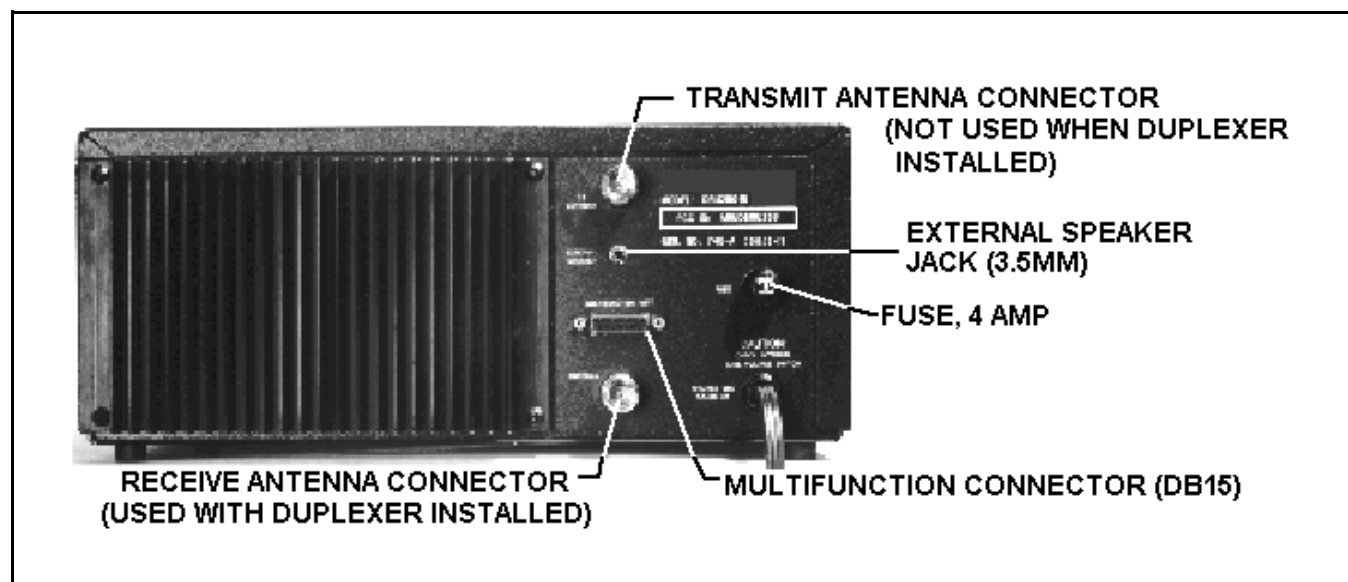 TRANSMIT ANTENNA CONNECTOR
(NOT USED WHEN DUPLEXER
INSTALLED)
EXTERNAL SPEAKER
JACK (3.5MM)
FUSE, 4 AMP
CAUTION
RECEIVE ANTENNA CONNECTOR
(USED WITH DUPLEXER INSTALLED)
MULTIFUNCTION CONNECTOR (DB15)